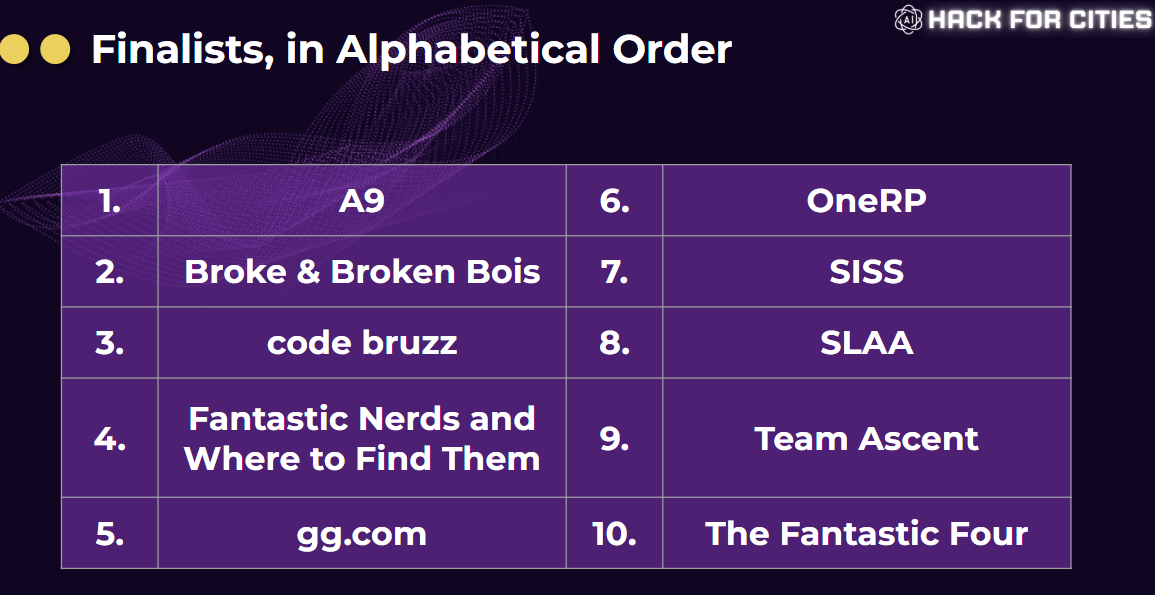 AI HACK FOR CITIES
Finalists, in Alphabetical Order
1. A9 6. OneRP
2. Broke & Broken Bois 7. SISS
3. code bruzz 8. SLAA
4. Fantastic Nerds and
Where to Find Them 9. Team Ascent
5. gg.com 10. The Fantastic Four